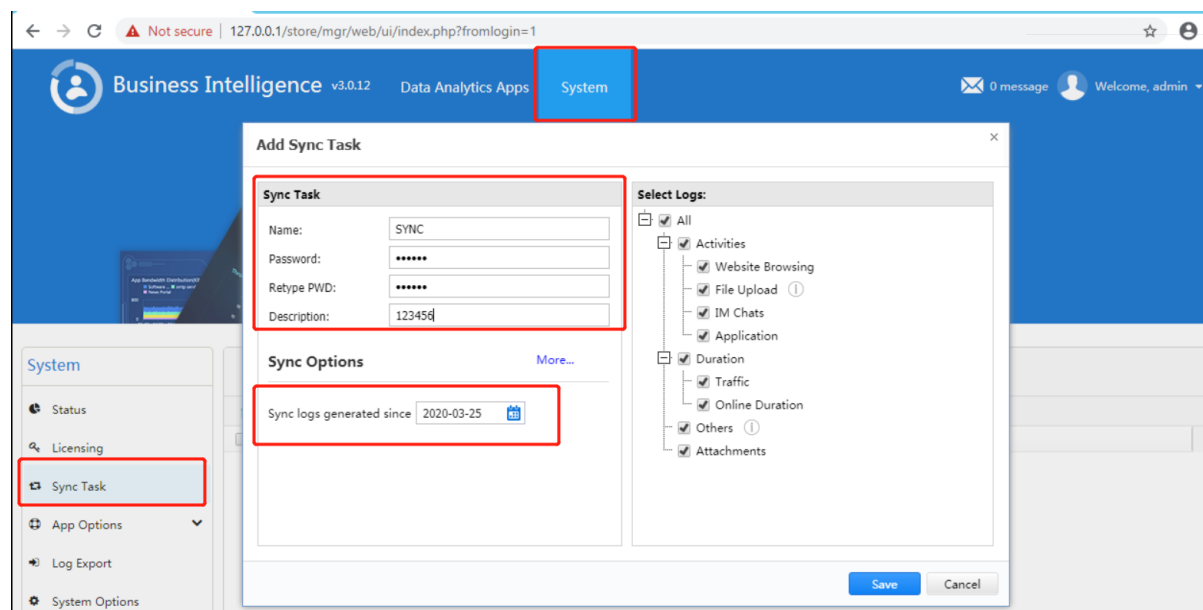 Not secure | 127.0.0.1/store/mgr/web/ui/index.php?fromlogin=1
Business Intelligence v3.0.12 Data Analytics Apps System 0 message Welcome, admin
Add Sync Task ×
Sync Task
Name: SYNC
Password: ••••••
Retype PWD: ••••••
Description: 123456
Sync Options More...
Sync logs generated since 2020-03-25
Select Logs:
All
Activities
Website Browsing
File Upload
IM Chats
Application
Duration
Traffic
Online Duration
Others
Attachments
Save Cancel
System
Status
Licensing
Sync Task
App Options
Log Export
System Options